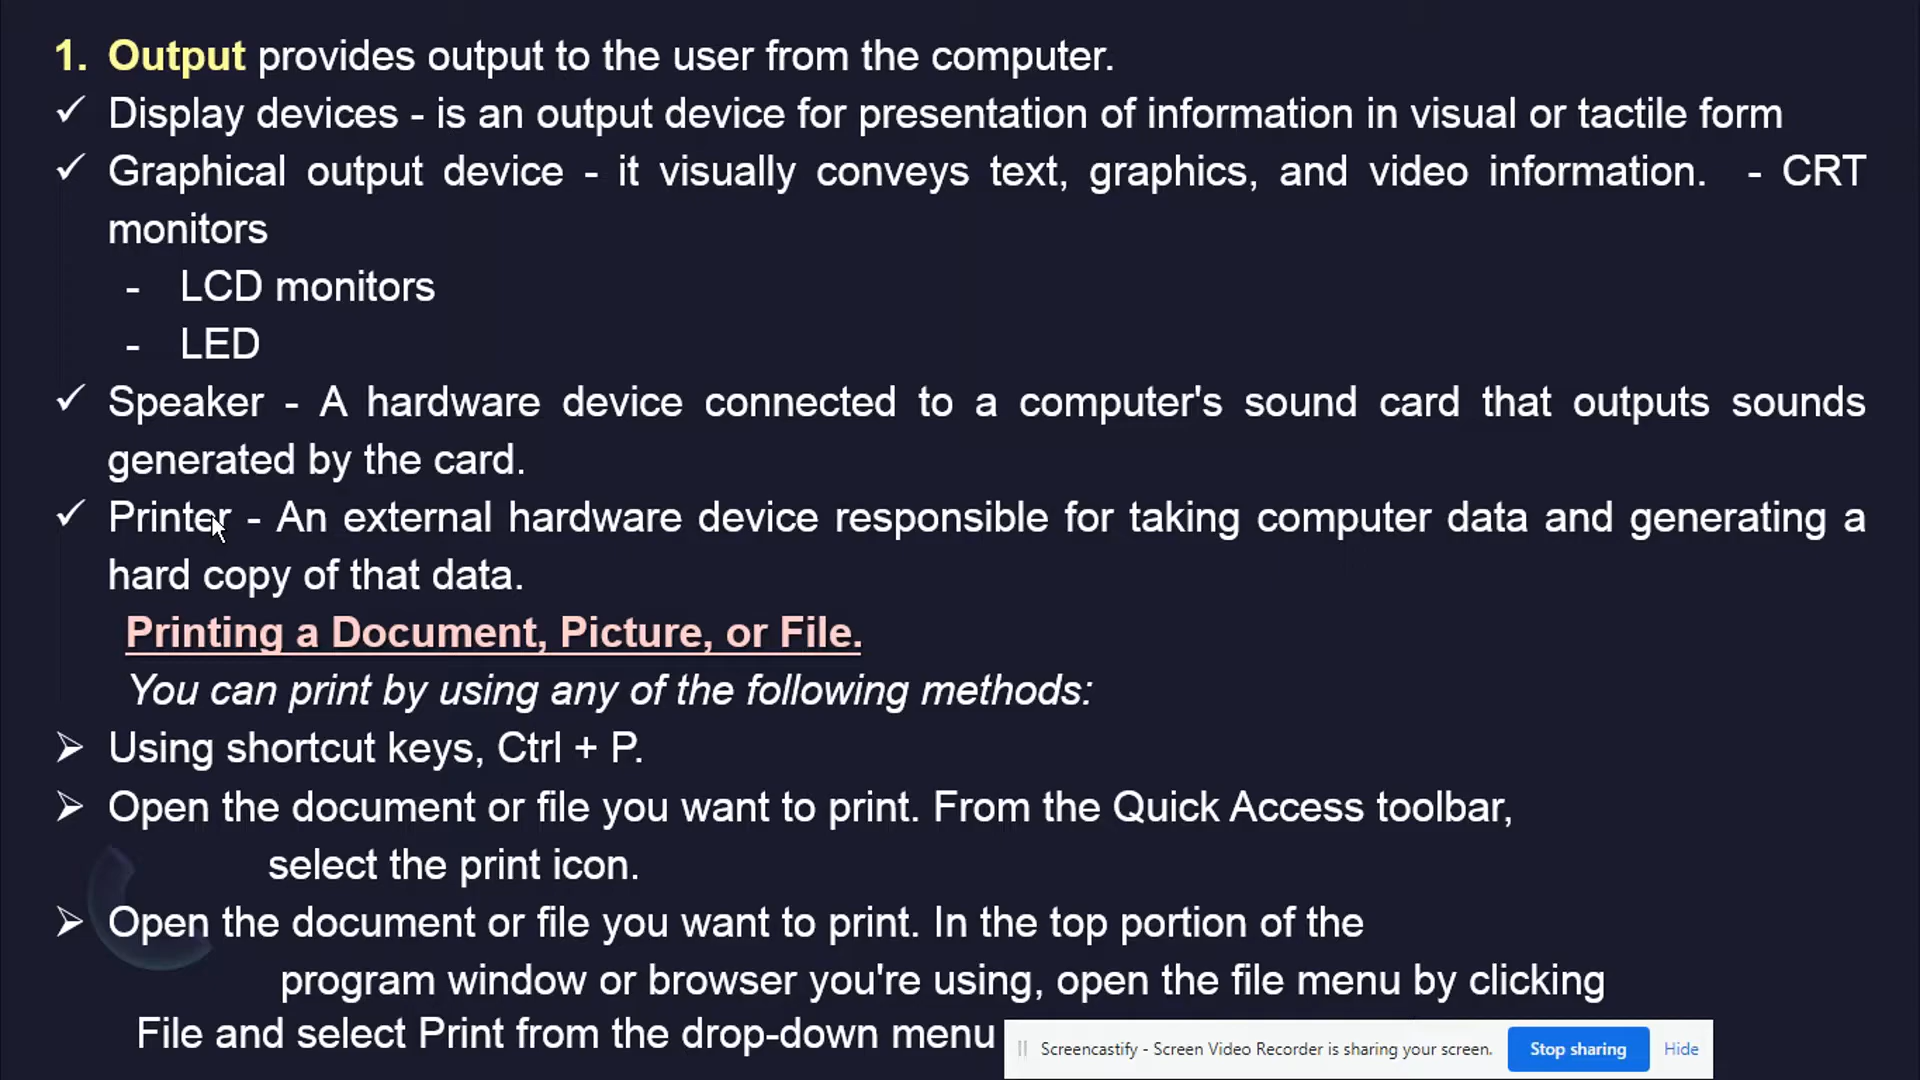 1. Output provides output to the user from the computer.
✓ Display devices - is an output device for presentation of information in visual or tactile form
✓ Graphical output device - it visually conveys text, graphics, and video information. - CRT
monitors
- LCD monitors
- LED
✓ Speaker - A hardware device connected to a computer's sound card that outputs sounds
generated by the card.
✓ Printer - An external hardware device responsible for taking computer data and generating a
hard copy of that data.
Printing a Document, Picture, or File.
You can print by using any of the following methods:
➢ Using shortcut keys, Ctrl + P.
➢ Open the document or file you want to print. From the Quick Access toolbar,
select the print icon.
➢ Open the document or file you want to print. In the top portion of the
program window or browser you're using, open the file menu by clicking
File and select Print from the drop-down menu
Screencastify - Screen Video Recorder is sharing your screen. Stop sharing Hide